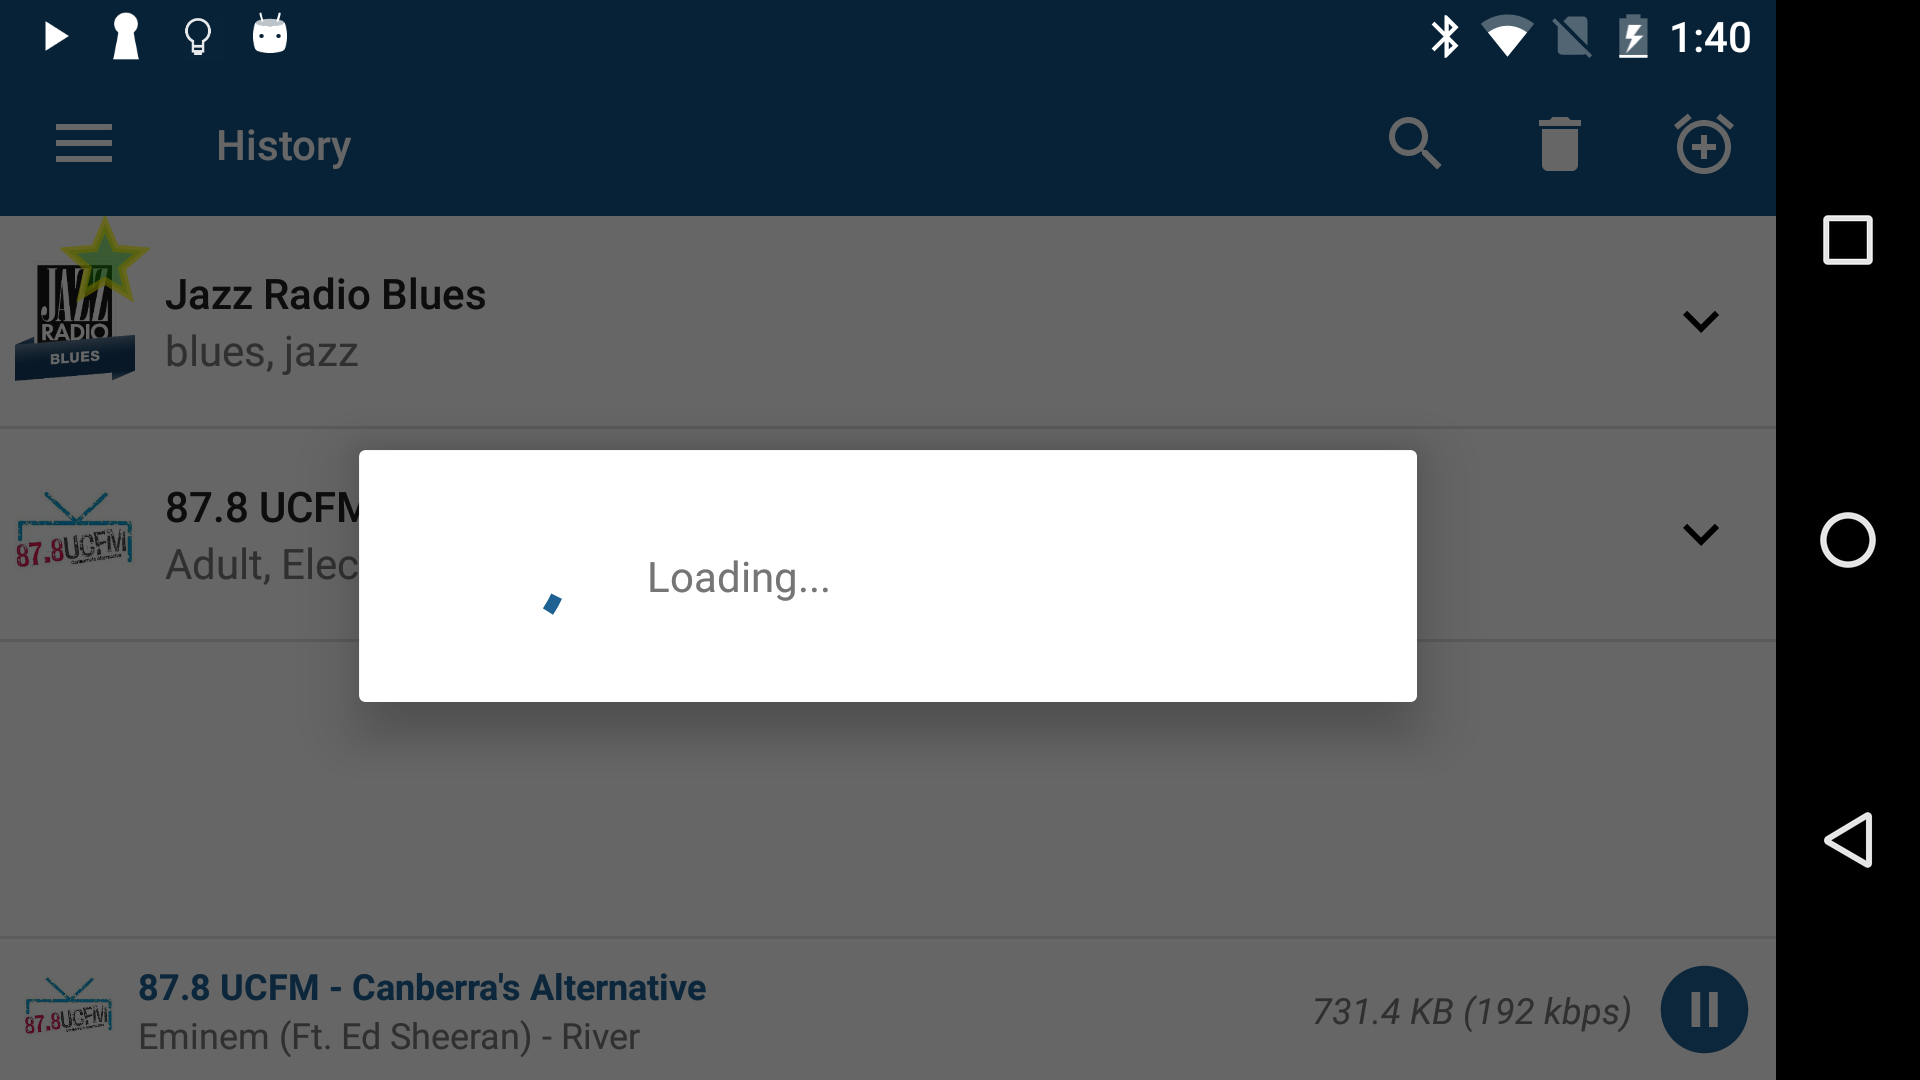 1:40
History
JAZZ
RADIO
BLUES
Jazz Radio Blues
blues, jazz
87.8UCFM
87.8 UCFM
Adult, Elec
Loading...
87.8UCFM
87.8 UCFM - Canberra's Alternative
Eminem (Ft. Ed Sheeran) - River
731.4 KB (192 kbps)